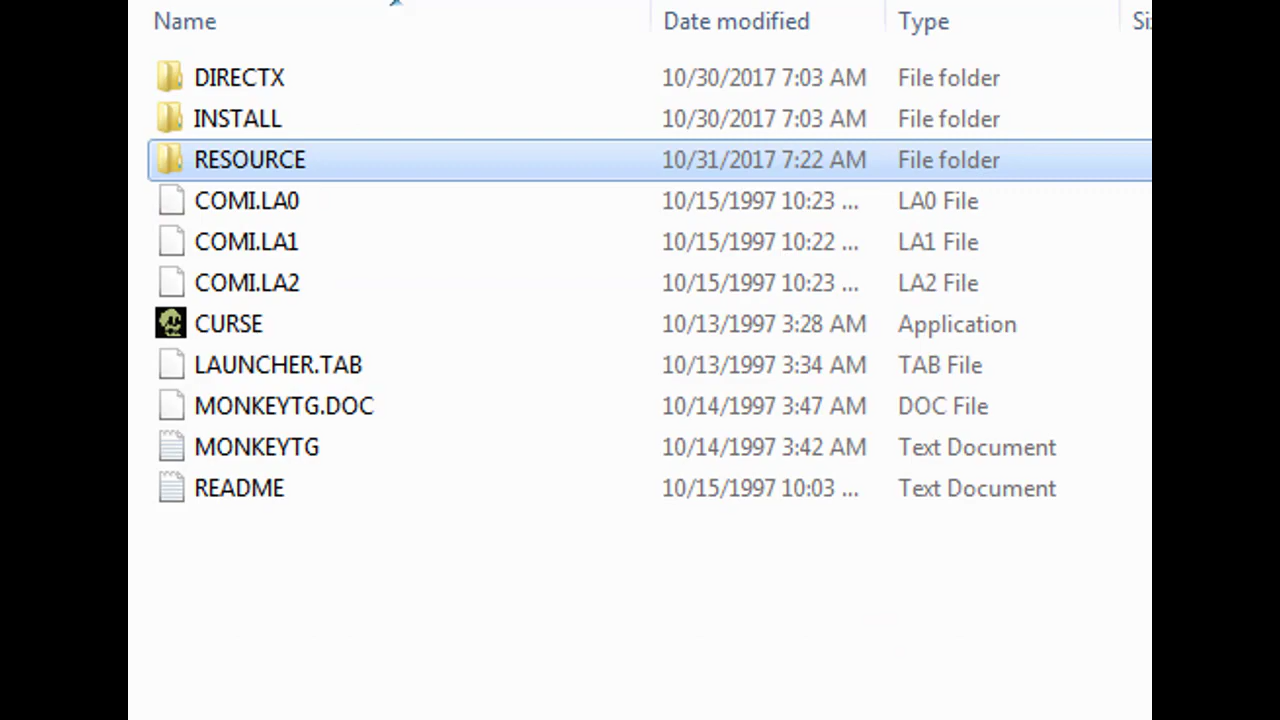 Name Date modified Type Si
DIRECTX 10/30/2017 7:03 AM File folder
INSTALL 10/30/2017 7:03 AM File folder
RESOURCE 10/31/2017 7:22 AM File folder
COMI.LA0 10/15/1997 10:23 ... LA0 File
COMI.LA1 10/15/1997 10:22 ... LA1 File
COMI.LA2 10/15/1997 10:23 ... LA2 File
CURSE 10/13/1997 3:28 AM Application
LAUNCHER.TAB 10/13/1997 3:34 AM TAB File
MONKEYTG.DOC 10/14/1997 3:47 AM DOC File
MONKEYTG 10/14/1997 3:42 AM Text Document
README 10/15/1997 10:03 ... Text Document